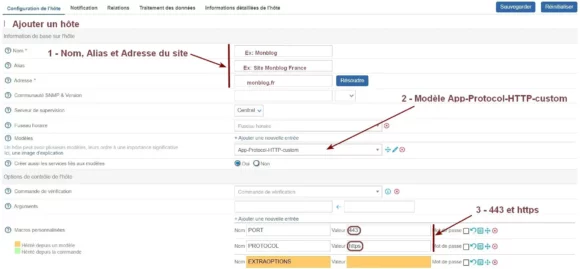 Configuration de l'hôte Notification Relations Traitement des données Informations détaillées de l'hôte Sauvegarder Réinitialiser
Ajouter un hôte
Information de base sur l'hôte
Nom * Ex: Monblog
1 - Nom, Alias et Adresse du site
Alias Ex: Site Monblog France
Adresse * monblog.fr Résoudre
Communauté SNMP & Version
Serveur de supervision Central
2 - Modèle App-Protocol-HTTP-custom
Fuseau horaire Fuseau horaire
Modèles + Ajouter une nouvelle entrée
Un hôte peut avoir plusieurs modèles, leurs ordre a une importance significative
Ici, une image d'explication.
App-Protocol-HTTP-custom
Créer aussi les services liés aux modèles Oui Non
Options de contrôle de l'hôte
Commande de vérification Commande de vérification
Arguments
3 - 443 et https
+ Ajouter une nouvelle entrée
Macros personnalisées Nom PORT Valeur 443 Mot de passe
Hérité depuis un modèle
Hérité depuis la commande
Nom PROTOCOL Valeur https Mot de passe
Nom EXTRAOPTIONS Valeur Mot de passe